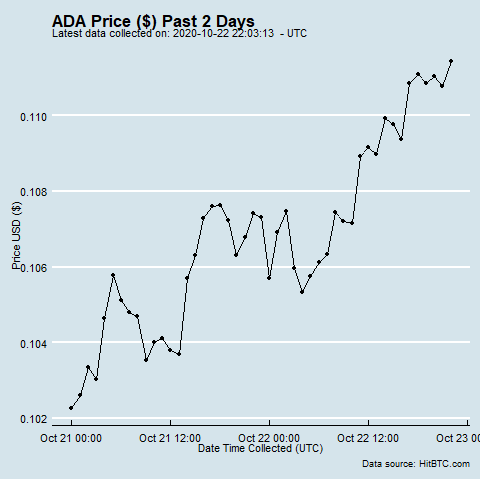 ADA Price ($) Past 2 Days
Latest data collected on: 2020-10-22 22:03:13  - UTC
0.110
0.108
Price USD ($)
0.106
0.104
0.102
Oct 21 00:00 Oct 21 12:00 Oct 22 00:00 Oct 22 12:00 Oct 23 00
Date Time Collected (UTC)
Data source: HitBTC.com